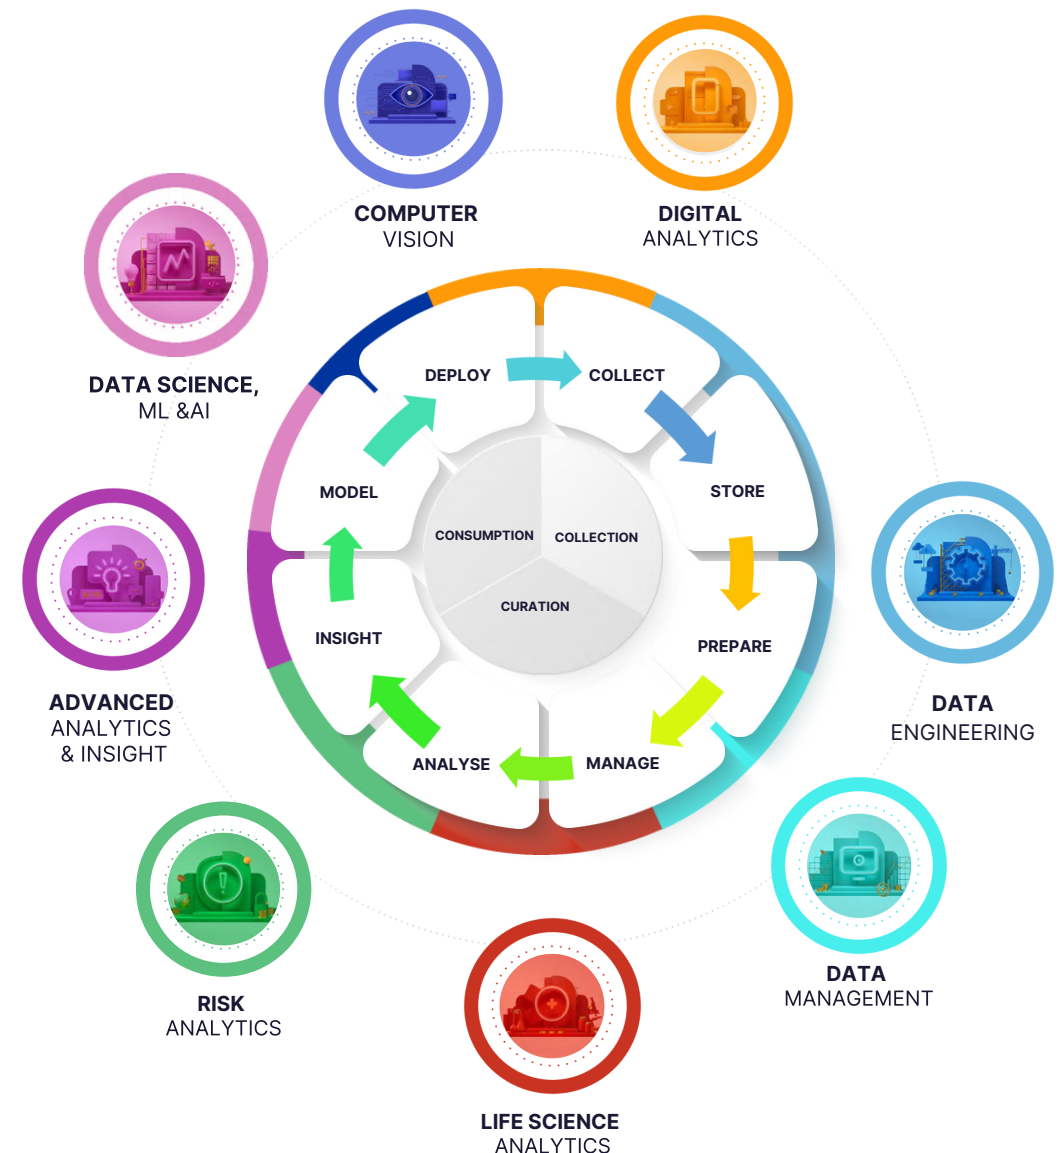 COMPUTER
VISION
DIGITAL
ANALYTICS
DATA SCIENCE,
ML &AI
DEPLOY
COLLECT
MODEL
STORE
CONSUMPTION
COLLECTION
CURATION
INSIGHT
PREPARE
ANALYSE
MANAGE
ADVANCED
ANALYTICS
& INSIGHT
DATA
ENGINEERING
RISK
ANALYTICS
DATA
MANAGEMENT
LIFE SCIENCE
ANALYTICS